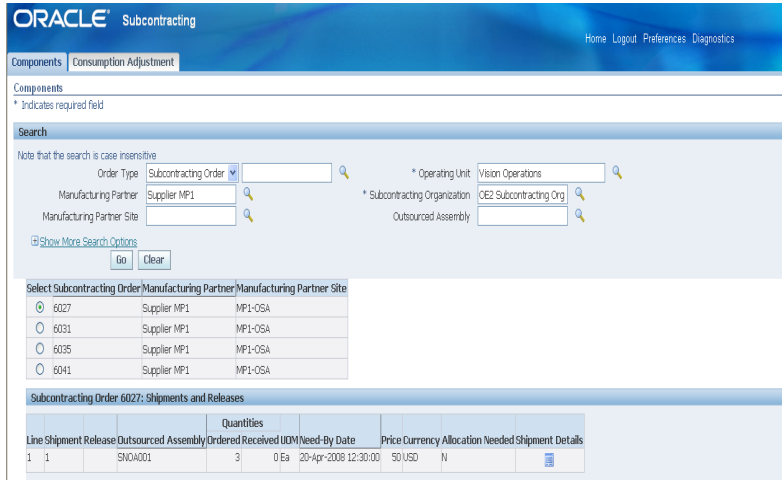 ORACLE® Subcontracting
Home Logout Preferences Diagnostics
Components Consumption Adjustment
Components
* Indicates required field
Search
Note that the search is case insensitive
Order Type Subcontracting Order * Operating Unit Vision Operations
Manufacturing Partner Supplier MP1 * Subcontracting Organization OE2 Subcontracting Org
Manufacturing Partner Site Outsourced Assembly
Show More Search Options
Go Clear
Select Subcontracting Order Manufacturing Partner Manufacturing Partner Site
6027 Supplier MP1 MP1-OSA
6031 Supplier MP1 MP1-OSA
6035 Supplier MP1 MP1-OSA
6041 Supplier MP1 MP1-OSA
Subcontracting Order 6027: Shipments and Releases
Quantities
Line Shipment Release Outsourced Assembly Ordered Received UOM Need-By Date Price Currency Allocation Needed Shipment Details
1 1 SNOA001 3 0 Ea 20-Apr-2008 12:30:00 50 USD N